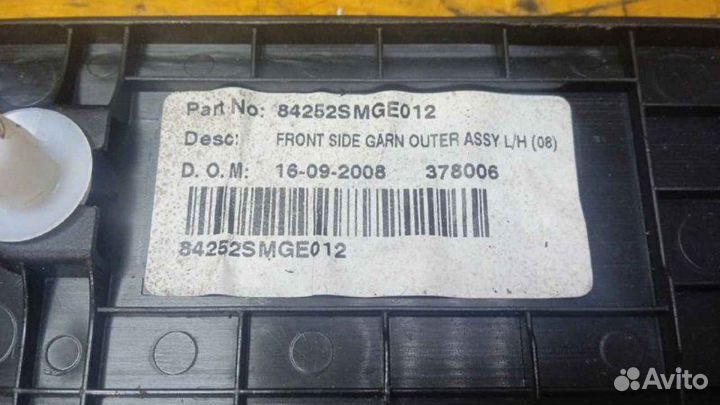 Part No: 84252SMGE012
Desc: FRONT SIDE GARN OUTER ASSY L/H (08)
D. O. M: 16-09-2008 378006
84252SMGE012
Avito